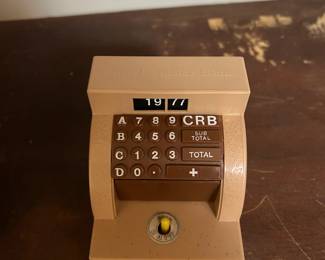 19 77
A 7 8 9 CRB
B 4 5 6 SUB TOTAL
C 1 2 3 TOTAL
D 0 . +